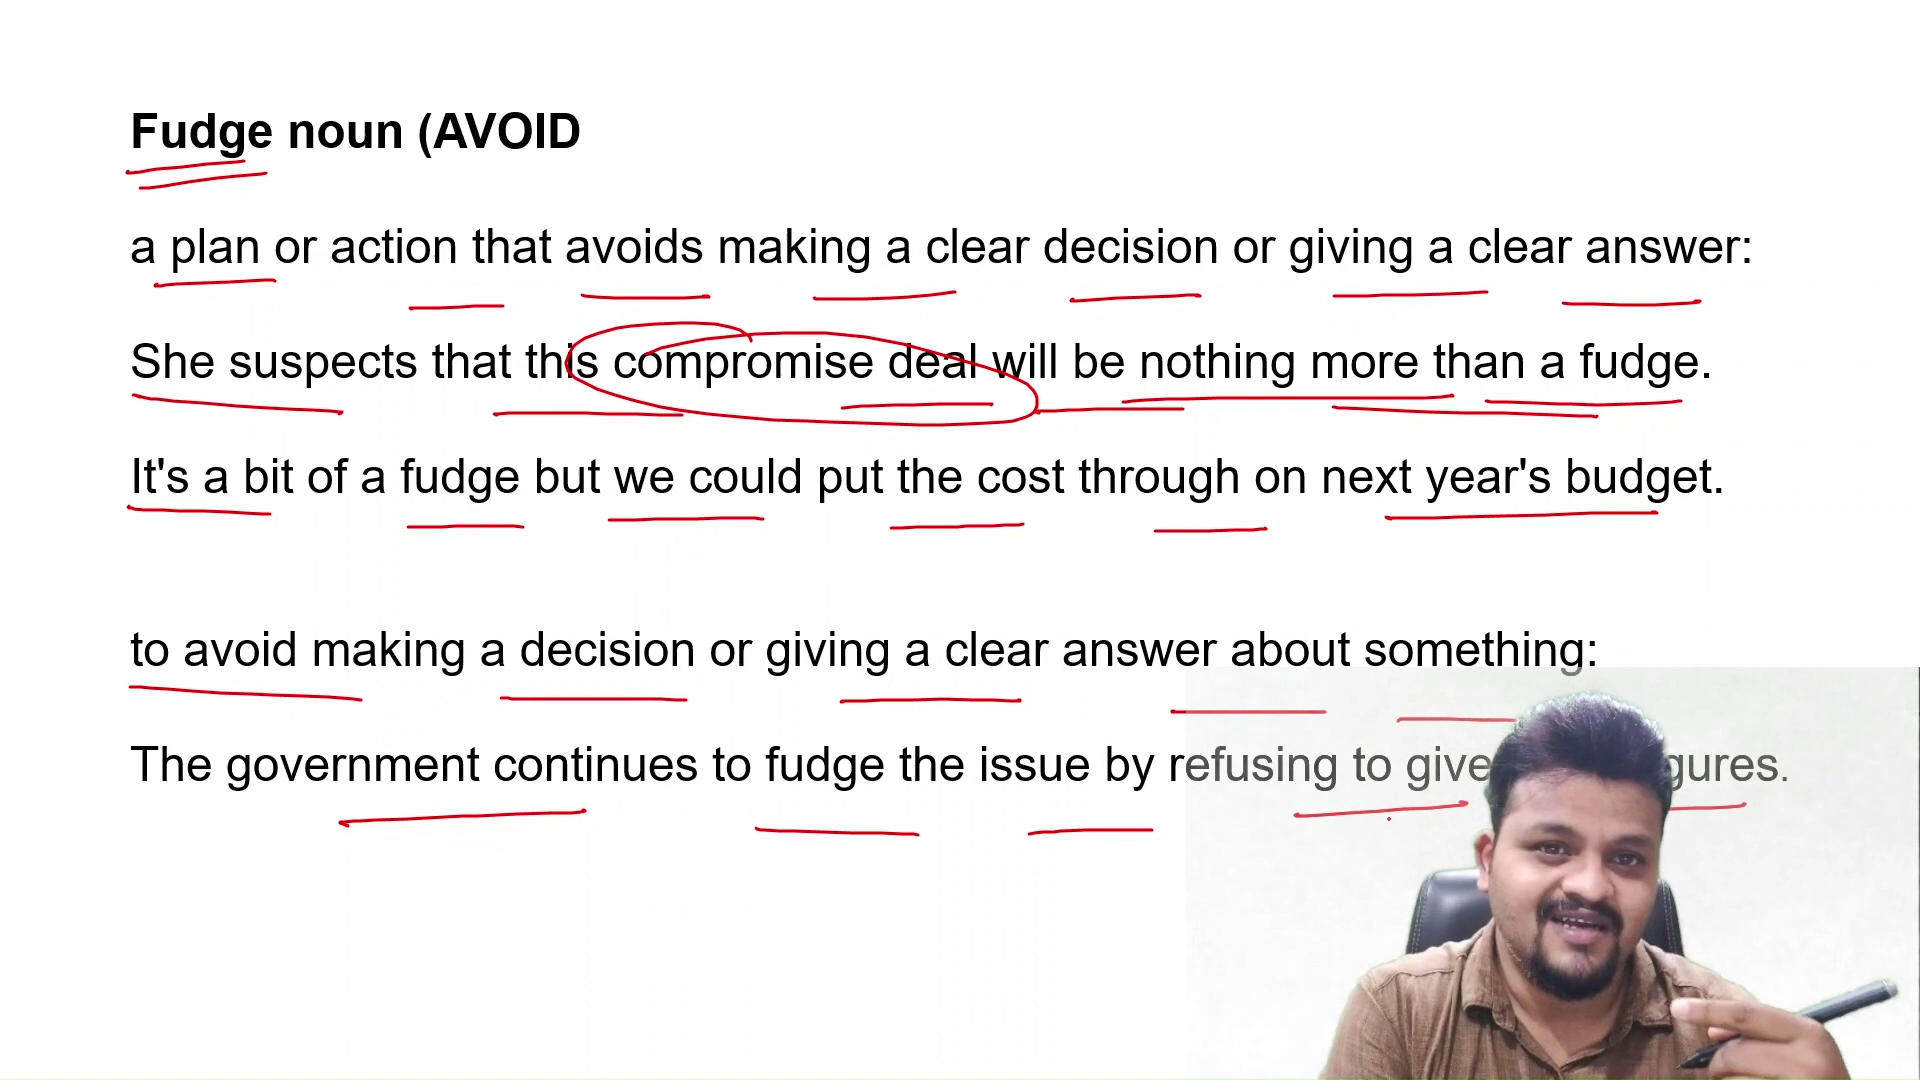 Fudge noun (AVOID
a plan or action that avoids making a clear decision or giving a clear answer:
She suspects that this compromise deal will be nothing more than a fudge.
It's a bit of a fudge but we could put the cost through on next year's budget.
to avoid making a decision or giving a clear answer about something:
The government continues to fudge the issue by refusing to give